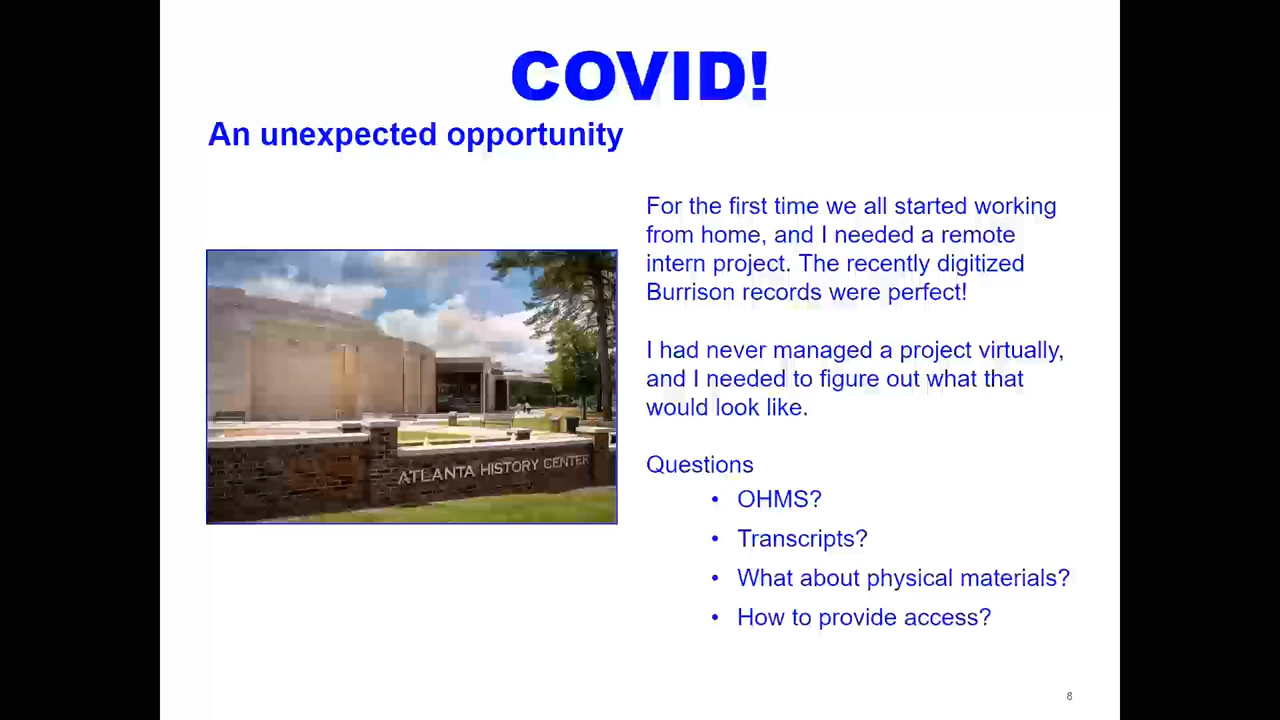 COVID!
An unexpected opportunity
For the first time we all started working
from home, and I needed a remote
intern project. The recently digitized
Burrison records were perfect!
I had never managed a project virtually,
and I needed to figure out what that
would look like.
Questions
• OHMS?
• Transcripts?
• What about physical materials?
• How to provide access?
ATLANTA HISTORY CENTER
8